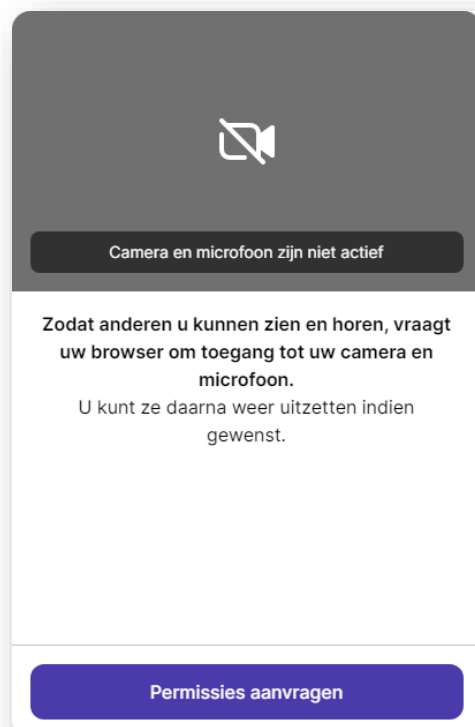 Camera en microfoon zijn niet actief
Zodat anderen u kunnen zien en horen, vraagt
uw browser om toegang tot uw camera en
microfoon.
U kunt ze daarna weer uitzetten indien
gewenst.
Permissies aanvragen